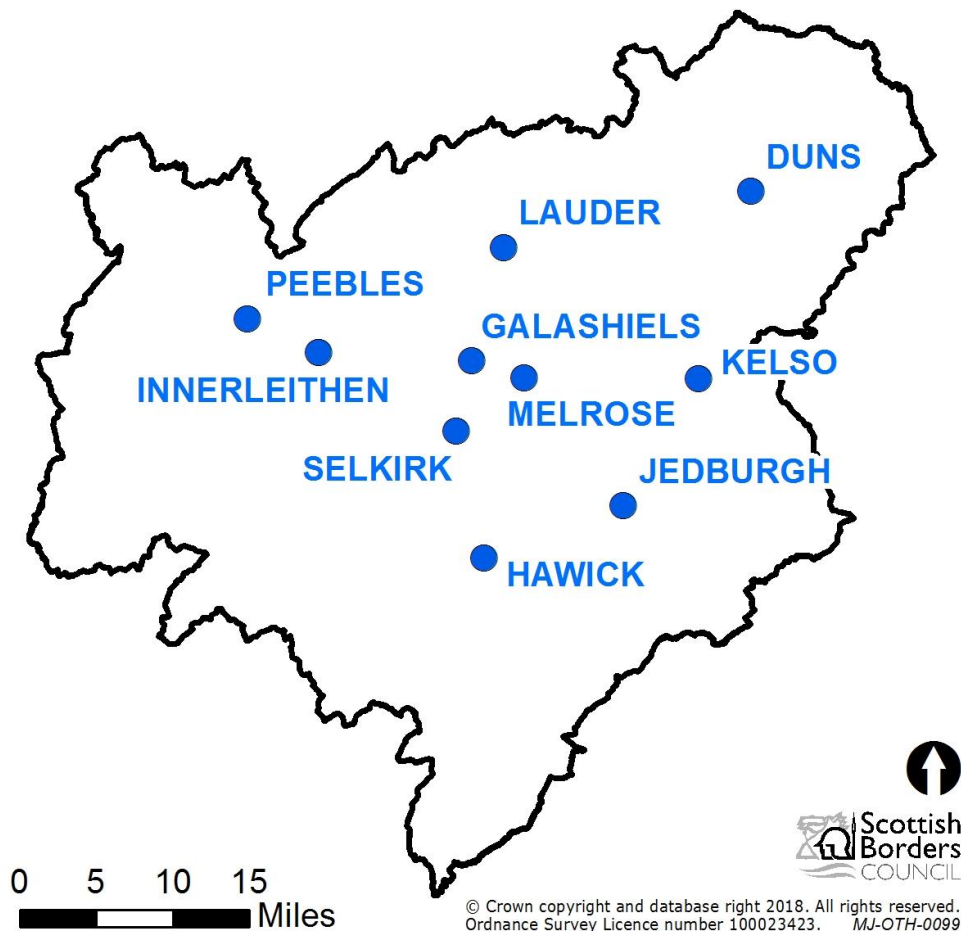 DUNS
LAUDER
PEEBLES
GALASHIELS
KELSO
INNERLEITHEN
MELROSE
SELKIRK
JEDBURGH
HAWICK
0 5 10 15
Miles
Scottish
Borders
COUNCIL
© Crown copyright and database right 2018. All rights reserved.
Ordnance Survey Licence number 100023423. MJ-OTH-0099